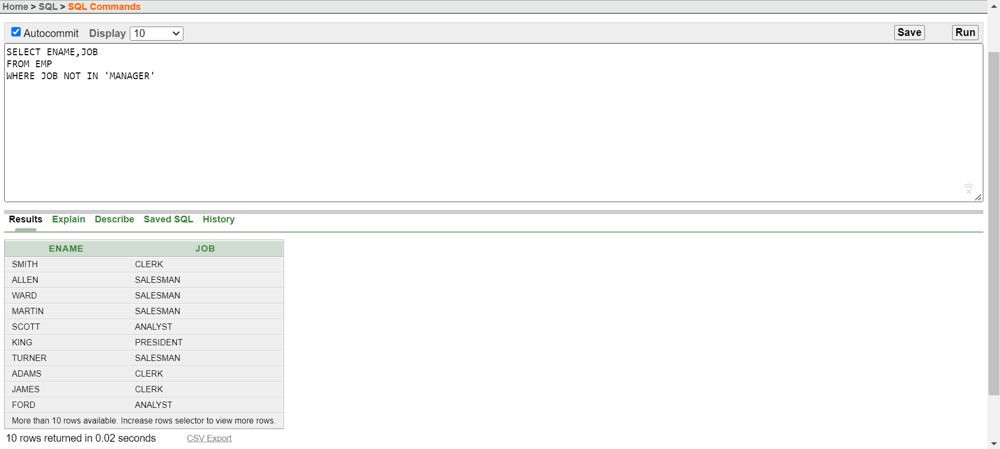 Home > SQL > SQL Commands
Autocommit Display 10 Save Run
SELECT ENAME,JOB
FROM EMP
WHERE JOB NOT IN 'MANAGER'
Results Explain Describe Saved SQL History
ENAME JOB
SMITH CLERK
ALLEN SALESMAN
WARD SALESMAN
MARTIN SALESMAN
SCOTT ANALYST
KING PRESIDENT
TURNER SALESMAN
ADAMS CLERK
JAMES CLERK
FORD ANALYST
More than 10 rows available. Increase rows selector to view more rows.
10 rows returned in 0.02 seconds CSV Export